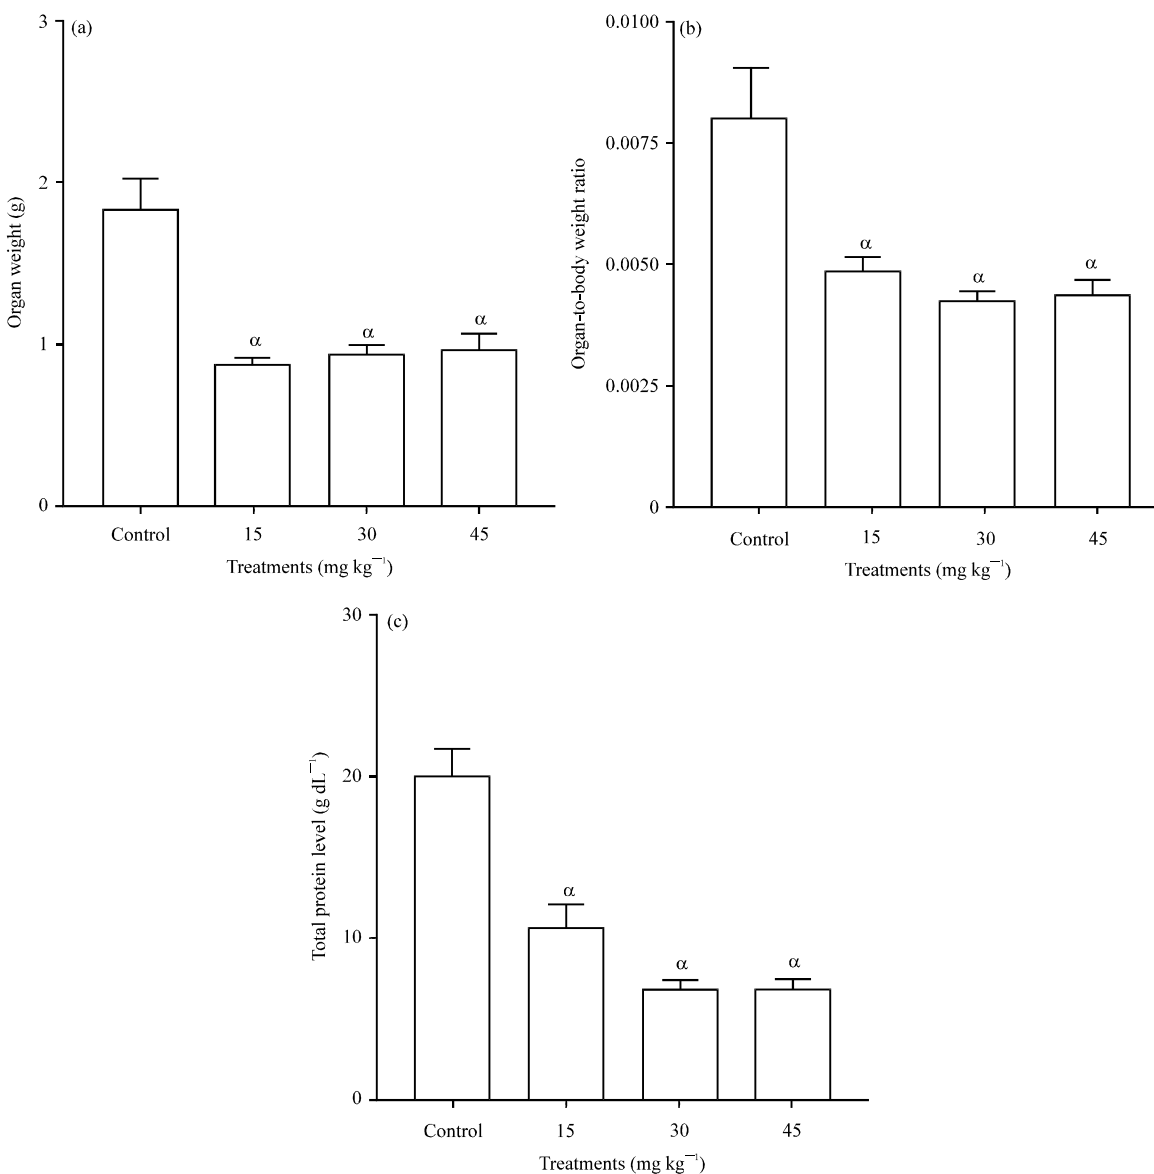 (a)
3
2
1
0
Organ weight (g)
α
α
α
Control 15 30 45
Treatments (mg kg⁻¹)
(b)
0.0100
0.0075
0.0050
0.0025
0
Organ-to-body weight ratio
α
α
α
Control 15 30 45
Treatments (mg kg⁻¹)
(c)
30
20
10
0
Total protein level (g dL⁻¹)
α
α
α
Control 15 30 45
Treatments (mg kg⁻¹)